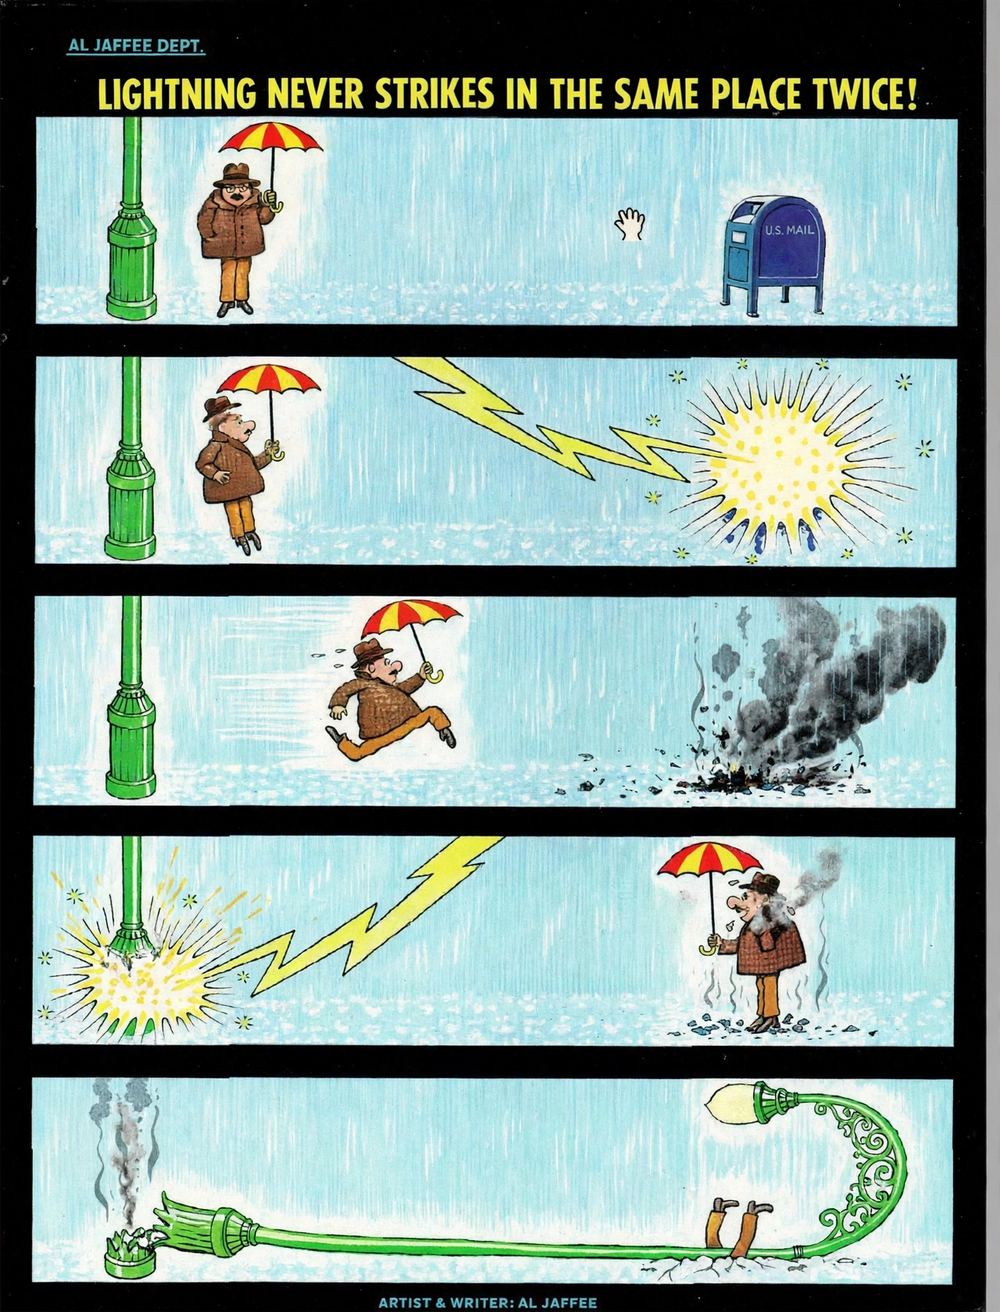 AL JAFFEE DEPT.
LIGHTNING NEVER STRIKES IN THE SAME PLACE TWICE!
U.S. MAIL
ARTIST & WRITER: AL JAFFEE